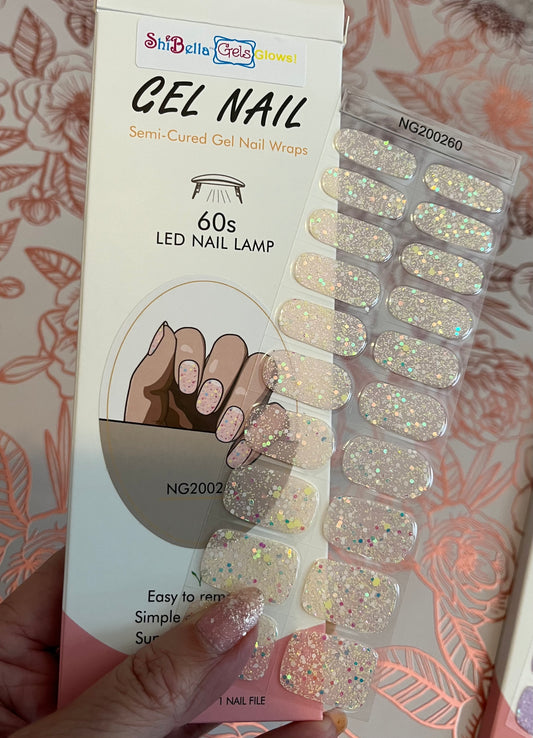 ShiBella Gels Glows!
GEL NAIL
Semi-Cured Gel Nail Wraps
NG200260
60s
LED NAIL LAMP
NG2002
Easy to rem
Simple
Su
1 NAIL FILE